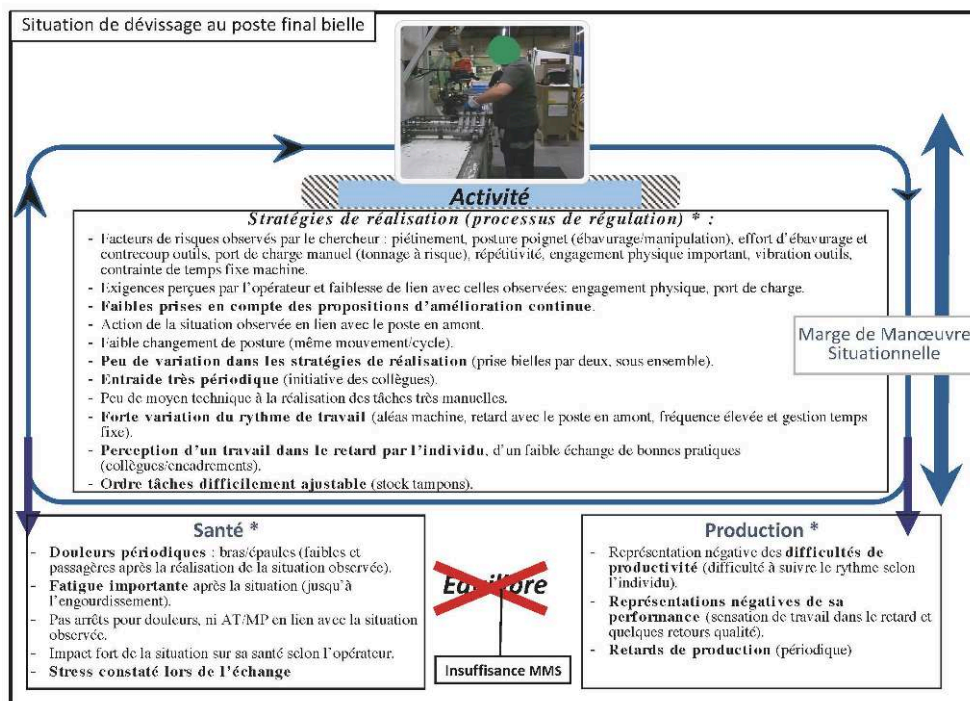 Situation de dévissage au poste final bielle
Activité
Stratégies de réalisation (processus de régulation) * :
- Facteurs de risques observés par le chercheur : piétinement, posture poignet (ébavurage/manipulation), effort d'ébavurage et
contrecoup outils, port de charge manuel (tonnage à risque), répétitivité, engagement physique important, vibration outils,
contrainte de temps fixe machine.
- Exigences perçues par l'opérateur et faiblesse de lien avec celles observées: engagement physique, port de charge.
- Faibles prises en compte des propositions d'amélioration continue.
- Action de la situation observée en lien avec le poste en amont.
- Faible changement de posture (même mouvement/cycle).
- Peu de variation dans les stratégies de réalisation (prise bielles par deux, sous ensemble).
- Entraide très périodique (initiative des collègues).
- Peu de moyen technique à la réalisation des tâches très manuelles.
- Forte variation du rythme de travail (aléas machine, retard avec le poste en amont, fréquence élevée et gestion temps
fixe).
- Perception d'un travail dans le retard par l'individu, d'un faible échange de bonnes pratiques
(collègues/encadrements).
- Ordre tâches difficilement ajustable (stock tampons).
Marge de Manœuvre
Situationnelle
Santé *
- Douleurs périodiques : bras/épaules (faibles et
passagères après la réalisation de la situation observée).
- Fatigue importante après la situation (jusqu'à
l'engourdissement).
- Pas arrêts pour douleurs, ni AT/MP en lien avec la situation
observée.
- Impact fort de la situation sur sa santé selon l'opérateur.
- Stress constaté lors de l'échange
Equilibre
Insuffisance MMS
Production *
- Représentation négative des difficultés de
productivité (difficulté à suivre le rythme selon
l'individu).
- Représentations négatives de sa
performance (sensation de travail dans le retard et
quelques retours qualité).
- Retards de production (périodique)